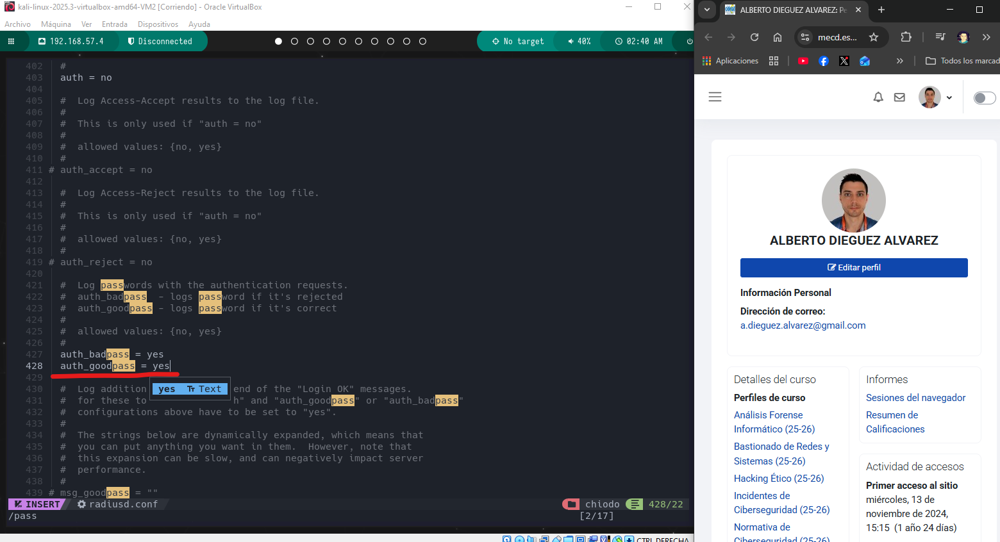 kali-linux-2025.3-virtualbox-amd64-VM2 [Corriendo] - Oracle VirtualBox
Archivo Máquina Ver Entrada Dispositivos Ayuda
192.168.57.4 Disconnected No target 40% 02:40 AM
402 #
403 auth = no
404
405 #  Log Access-Accept results to the log file.
406 #
407 #  This is only used if "auth = no"
408 #
409 #  allowed values: {no, yes}
410 #
411 # auth_accept = no
412
413 #  Log Access-Reject results to the log file.
414 #
415 #  This is only used if "auth = no"
416 #
417 #  allowed values: {no, yes}
418 #
419 # auth_reject = no
420
421 #  Log passwords with the authentication requests.
422 #  auth_badpass  - logs password if it's rejected
423 #  auth_goodpass - logs password if it's correct
424 #
425 #  allowed values: {no, yes}
426 #
427 auth_badpass = yes
428 auth_goodpass = yes
429
430 #  Log addition yes Text end of the "Login OK" messages.
431 #  for these to h" and "auth_goodpass" or "auth_badpass"
432 #  configurations above have to be set to "yes".
433 #
434 #  The strings below are dynamically expanded, which means that
435 #  you can put anything you want in them.  However, note that
436 #  this expansion can be slow, and can negatively impact server
437 #  performance.
438 #
439 # msg_goodpass = ""
INSERT radiusd.conf chiodo 428/22
/pass [2/17]
CTRL DERECHA
ALBERTO DIEGUEZ ALVAREZ: Pe
mecd.es...
Aplicaciones » Todos los marcad
ALBERTO DIEGUEZ ALVAREZ
Editar perfil
Información Personal
Dirección de correo:
a.dieguez.alvarez@gmail.com
Detalles del curso
Perfiles de curso
Análisis Forense
Informático (25-26)
Bastionado de Redes y
Sistemas (25-26)
Hacking Ético (25-26)
Incidentes de
Ciberseguridad (25-26)
Normativa de
Ciberseguridad (25-26)
Informes
Sesiones del navegador
Resumen de
Calificaciones
Actividad de accesos
Primer acceso al sitio
miércoles, 13 de
noviembre de 2024,
15:15 (1 año 24 días)